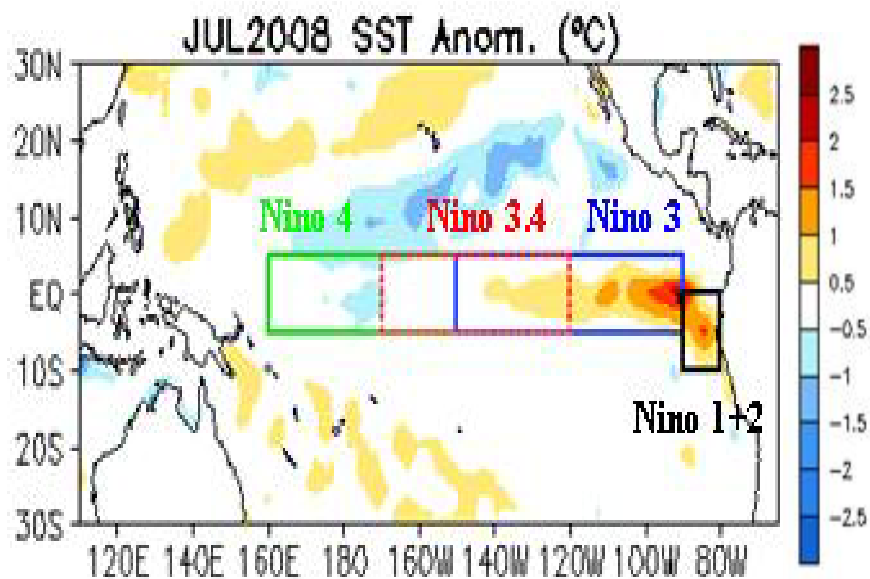 JUL2008 SST Anom. (°C)
30N
20N
10N
EQ
10S
20S
30S
Nino 4
Nino 3.4
Nino 3
Nino 1+2
120E 140E 160E 180 160W 140W 120W 100W 80W
2.5
2
1.5
1
0.5
-0.5
-1
-1.5
-2
-2.5